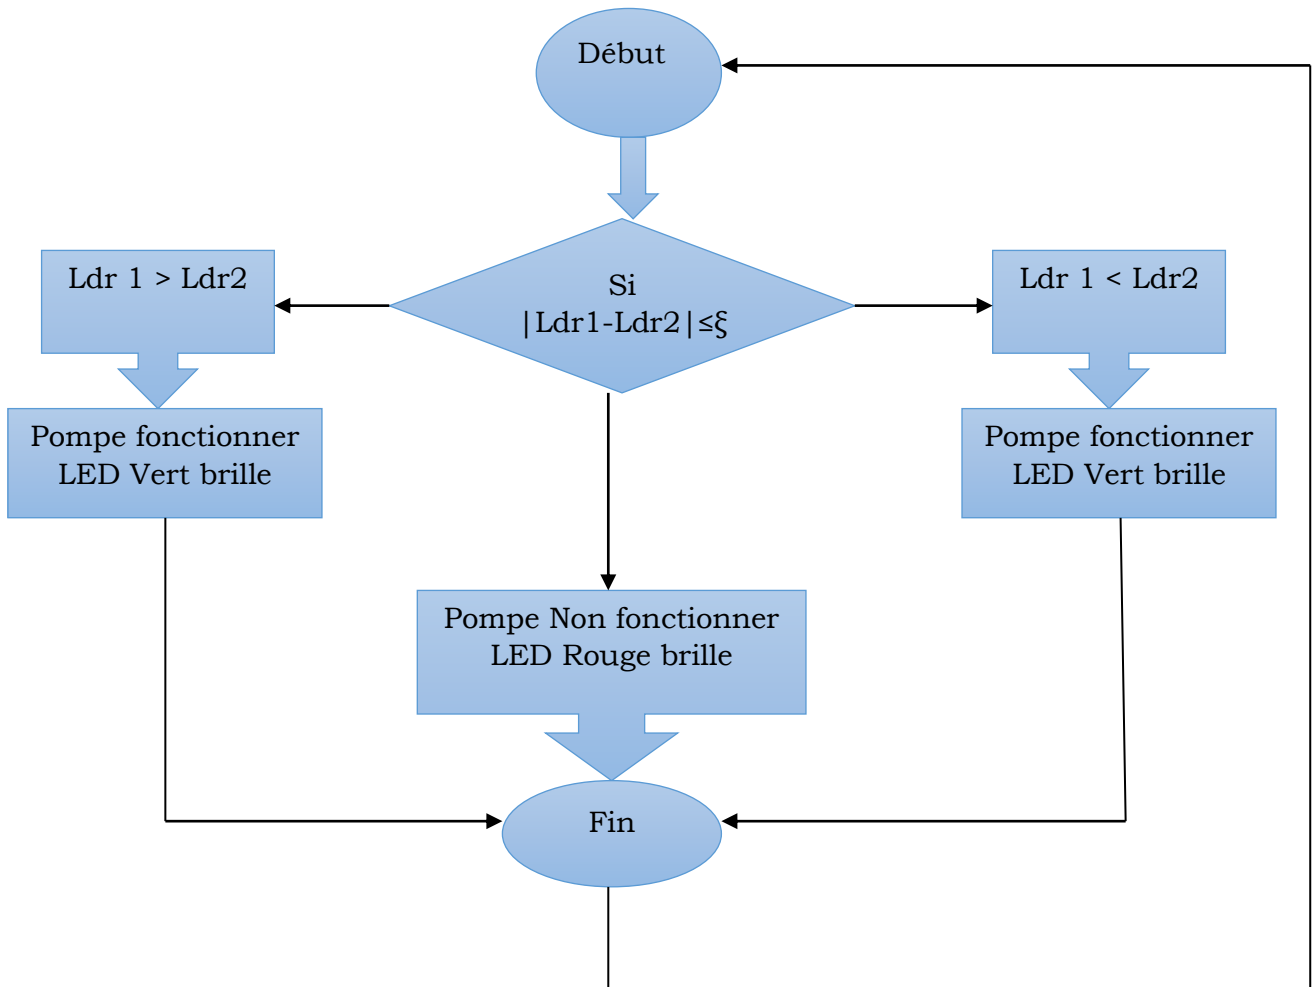 Début
Ldr 1 > Ldr2
Si
|Ldr1-Ldr2|≤ξ
Ldr 1 < Ldr2
Pompe fonctionner
LED Vert brille
Pompe fonctionner
LED Vert brille
Pompe Non fonctionner
LED Rouge brille
Fin